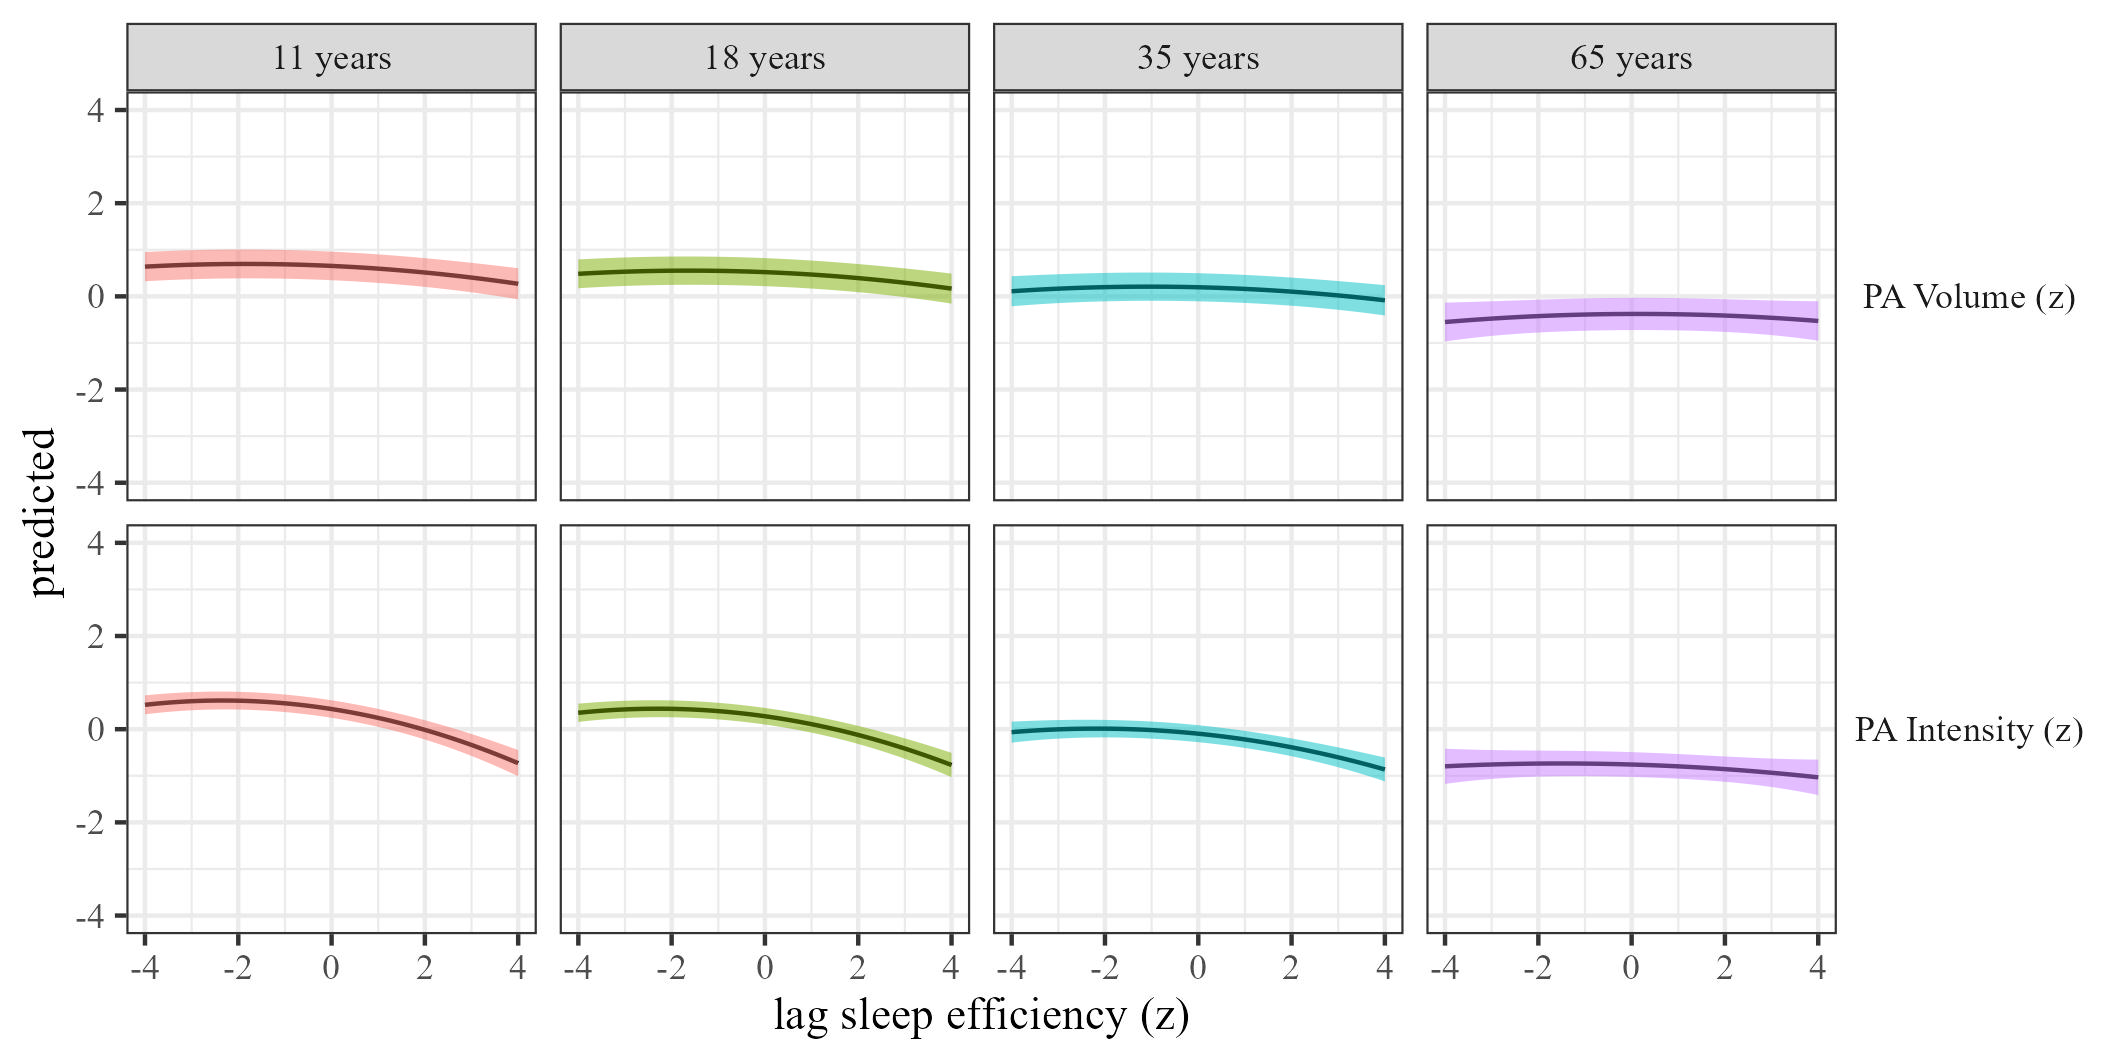 11 years
18 years
35 years
65 years
4
2
0
-2
-4
PA Volume (z)
predicted
4
2
0
-2
-4
PA Intensity (z)
-4 -2 0 2 4
-4 -2 0 2 4
-4 -2 0 2 4
-4 -2 0 2 4
lag sleep efficiency (z)